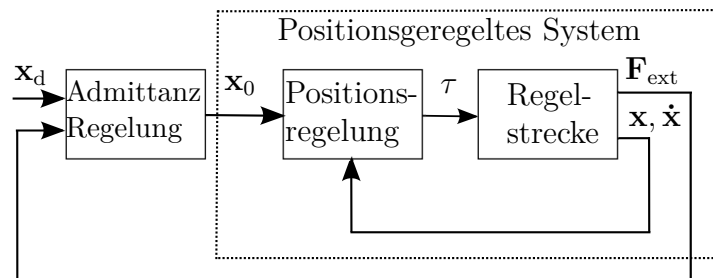 Positionsgeregeltes System
x_d
Admittanz
Regelung
x_0
Positions-
regelung
τ
Regel-
strecke
F_ext
x, ẋ